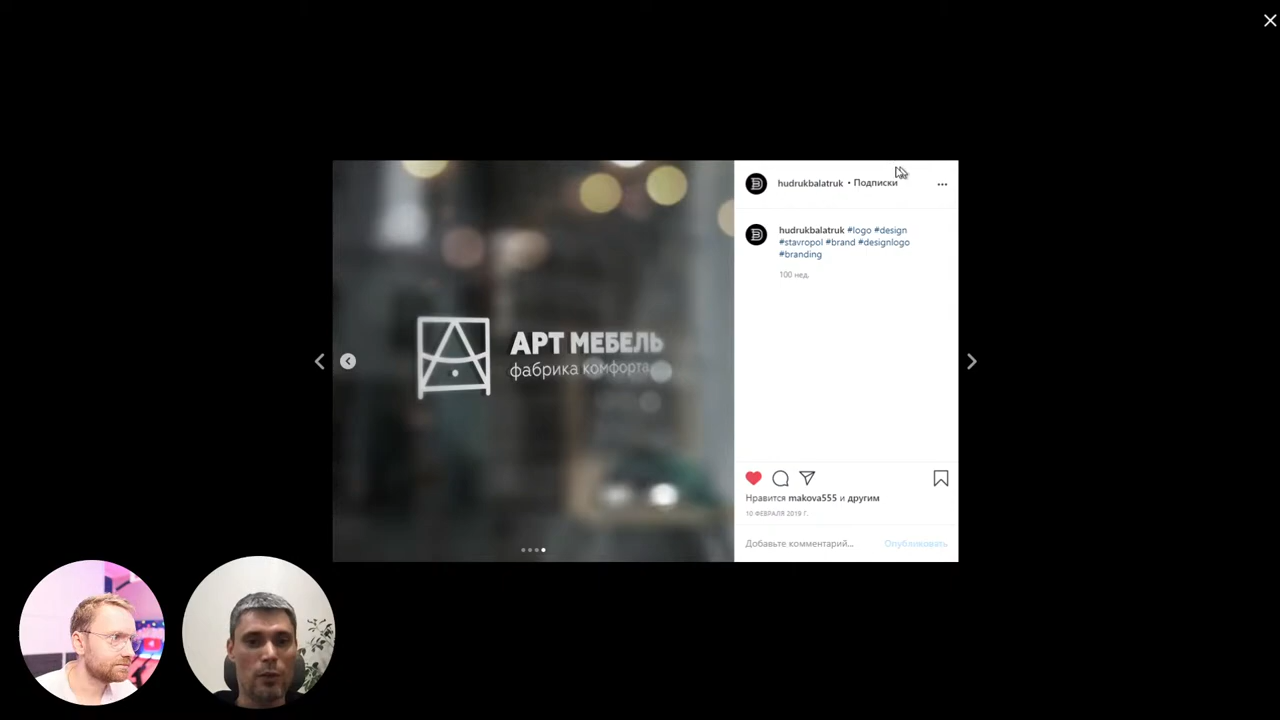 hudrukbalatruk • Подписки
hudrukbalatruk #logo #design
#stavropol #brand #designlogo
#branding
100 нед.
АРТ МЕБЕЛЬ
фабрика комфорта
Нравится makova555 и другим
10 ФЕВРАЛЯ 2019 Г.
Добавьте комментарий...
Опубликовать